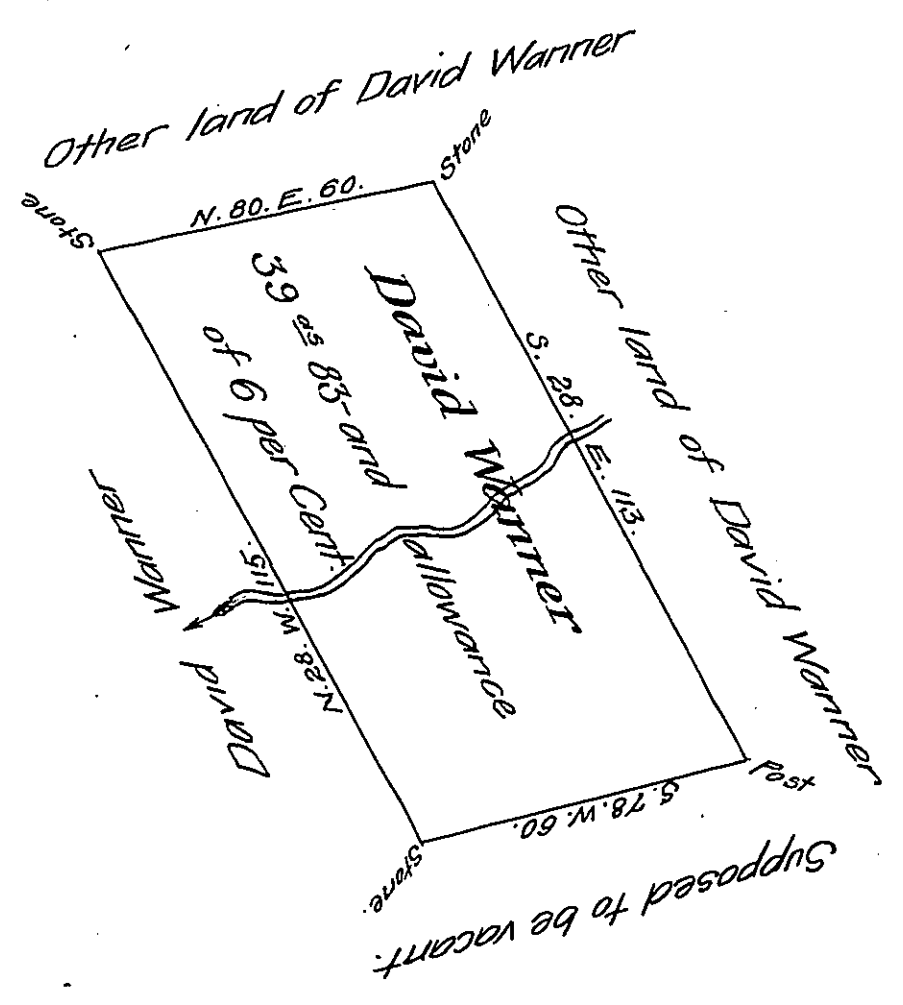 Other land of David Wanner
Stone
Stone
N. 80. E. 60.
Other land of David Wanner
S. 28. E. 113.
David Wanner
39 as 83-and allowance
of 6 per Cent.
N. 28. W. 115.
David Wanner
Post
S. 78. W. 60.
Stone.
Supposed to be vacant.